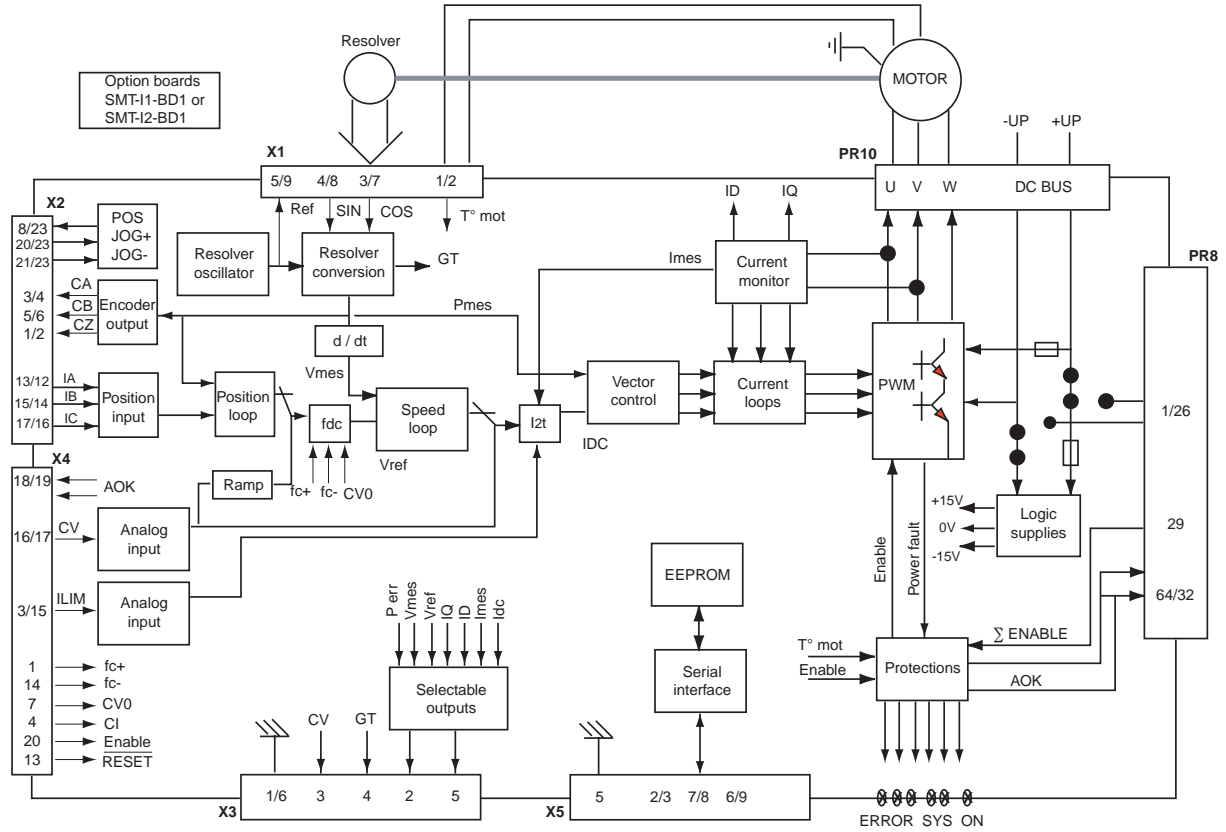 Resolver
MOTOR
Option boards
SMT-I1-BD1 or
SMT-I2-BD1
-UP +UP
X1
5/9 4/8 3/7 1/2
PR10
U V W DC BUS
X2
8/23
20/23
21/23
POS
JOG+
JOG-
Ref SIN COS T° mot
ID IQ
Resolver
oscillator
Resolver
conversion
GT
Imes
Current
monitor
PR8
3/4 CA
5/6 CB
1/2 CZ
Encoder
output
Pmes
d / dt
Vmes
13/12 IA
15/14 IB
17/16 IC
Position
input
Position
loop
fdc
Speed
loop
Vref
I2t
IDC
Vector
control
Current
loops
PWM
1/26
X4
18/19 AOK
Ramp
fc+ fc- CV0
16/17 CV
Analog
input
+15V
0V
-15V
Logic
supplies
29
Enable
Power fault
3/15 ILIM
Analog
input
EEPROM
64/32
P err
Vmes
Vref
IQ
ID
Imes
Idc
∑ ENABLE
T° mot
Enable
Protections
AOK
1 fc+
14 fc-
7 CV0
4 CI
20 Enable
13 RESET
Selectable
outputs
Serial
interface
CV GT
X3
1/6 3 4 2 5
X5
5 2/3 7/8 6/9
ERROR SYS ON